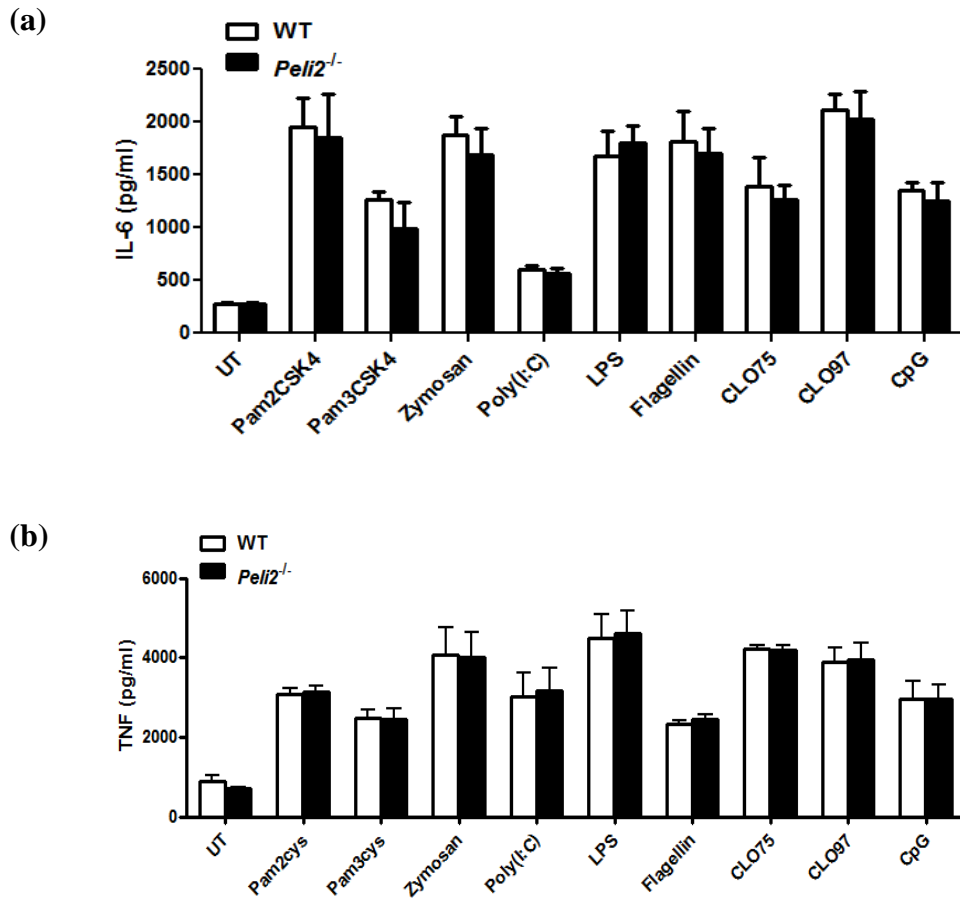 (a)
WT
Peli2-/-
2500
2000
1500
1000
500
0
IL-6 (pg/ml)
UT
Pam2CSK4
Pam3CSK4
Zymosan
Poly(I:C)
LPS
Flagellin
CLO75
CLO97
CpG
(b)
WT
Peli2-/-
6000
4000
2000
0
TNF (pg/ml)
UT
Pam2cys
Pam3cys
Zymosan
Poly(I:C)
LPS
Flagellin
CLO75
CLO97
CpG